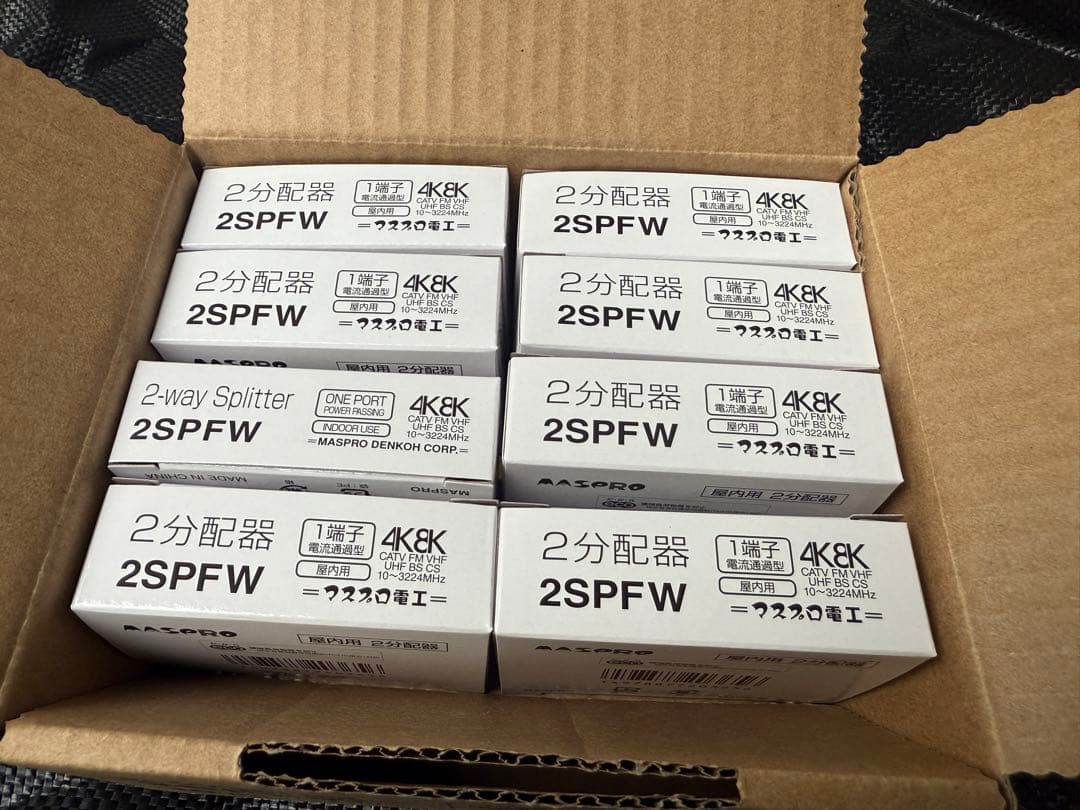 2分配器
1端子
電流通過型
屋内用
4K8K
CATV FM VHF
UHF BS CS
10~3224MHz
2SPFW
=マスプロ電工=
2分配器
1端子
電流通過型
屋内用
4K8K
CATV FM VHF
UHF BS CS
10~3224MHz
2SPFW
=マスプロ電工=
2分配器
1端子
電流通過型
屋内用
4K8K
CATV FM VHF
UHF BS CS
10~3224MHz
2SPFW
=マスプロ電工=
MASPRO
屋内用 2分配器
2分配器
1端子
電流通過型
屋内用
4K8K
CATV FM VHF
UHF BS CS
10~3224MHz
2SPFW
=マスプロ電工=
2-way Splitter
ONE PORT
POWER PASSING
INDOOR USE
4K8K
CATV FM VHF
UHF BS CS
10~3224MHz
2SPFW
=MASPRO DENKOH CORP.=
MADE IN CHINA
MASPRO
2分配器
1端子
電流通過型
屋内用
4K8K
CATV FM VHF
UHF BS CS
10~3224MHz
2SPFW
=マスプロ電工=
MASPRO
屋内用 2分配器
2分配器
1端子
電流通過型
屋内用
4K8K
CATV FM VHF
UHF BS CS
10~3224MHz
2SPFW
=マスプロ電工=
MASPRO
屋内用 2分配器
2分配器
1端子
電流通過型
屋内用
4K8K
CATV FM VHF
UHF BS CS
10~3224MHz
2SPFW
=マスプロ電工=
MASPRO
屋内用 2分配器